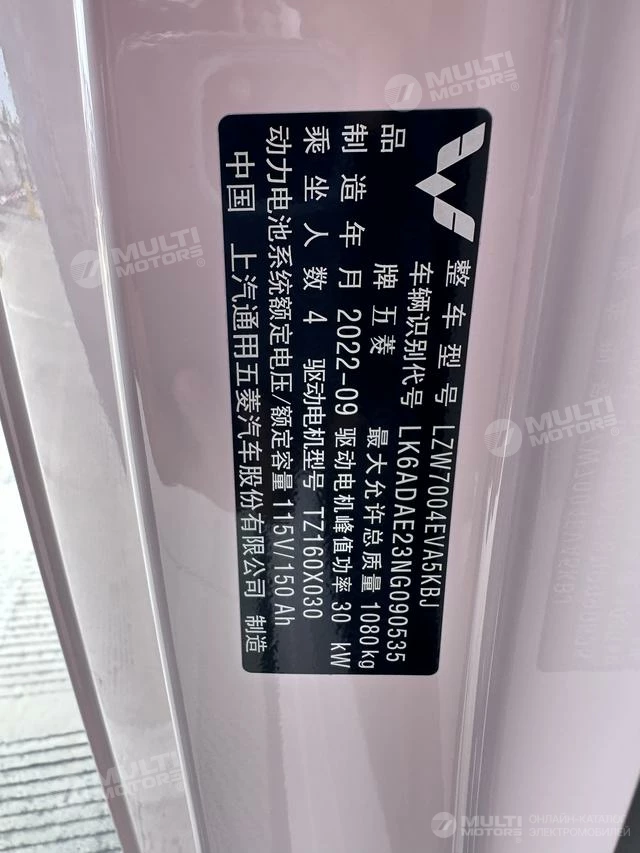 整车型号 LZW7004EVA5KBJ
车辆识别代号 LK6ADAE23NG090535
品牌 五菱 最大允许总质量 1080kg
制造年月 2022-09 驱动电机峰值功率 30 kW
乘坐人数 4 驱动电机型号 TZ160X030
动力电池系统额定电压/额定容量 115V/150Ah
中国 上汽通用五菱汽车股份有限公司 制造
MULTI
MOTORS®
MULTI
MOTORS®
MULTI
MOTORS®
MULTI
MOTORS®
MULTI
MOTORS®
ОНЛАЙН-КАТАЛОГ
ЭЛЕКТРОМОБИЛЕЙ